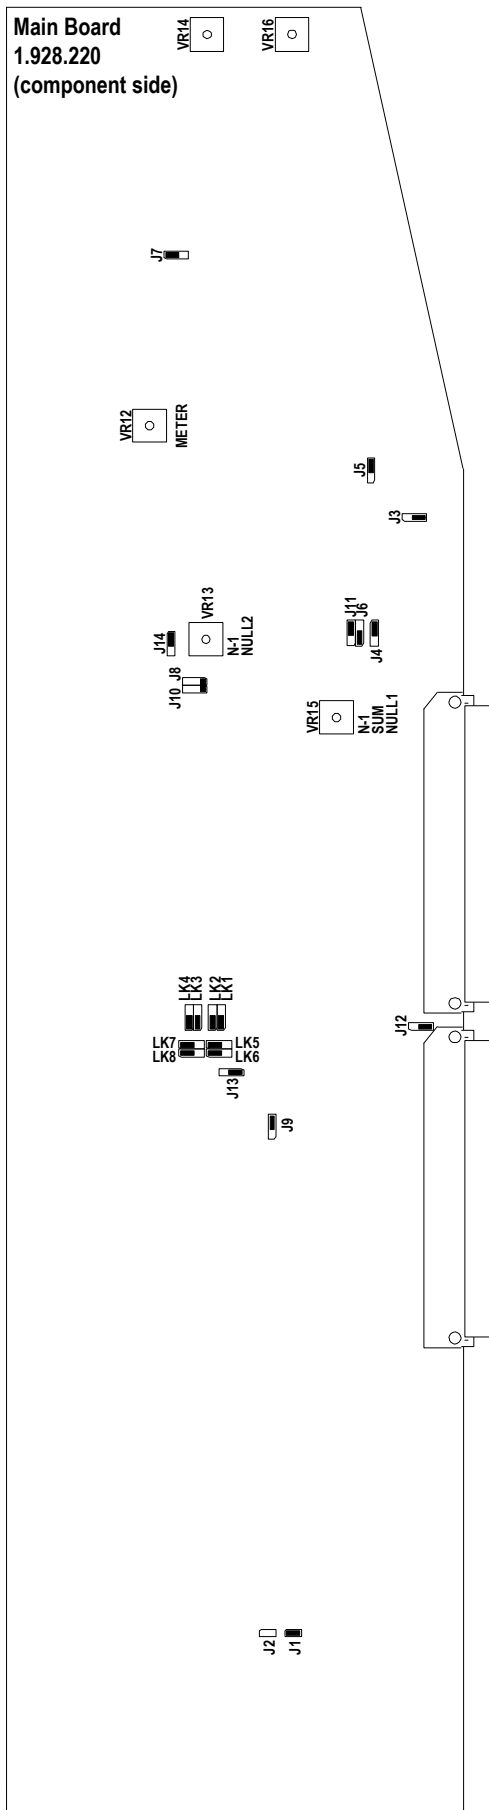 Main Board
1.928.220
(component side)
VR14
VR16
J7
VR12
METER
J5
J3
J14
VR13
N-1
NULL2
J11
J6
J4
J10
J8
VR15
N-1
SUM
NULL1
LK4
LK3
LK2
LK1
LK7
LK8
LK5
LK6
J12
J13
J9
J2
J1